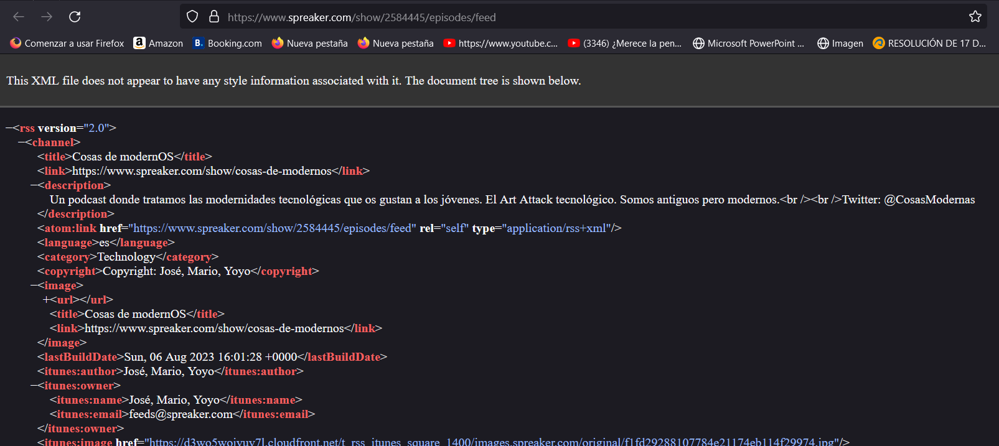 https://www.spreaker.com/show/2584445/episodes/feed
Comenzar a usar Firefox Amazon Booking.com Nueva pestaña Nueva pestaña https://www.youtube.c... (3346) ¿Merece la pen... Microsoft PowerPoint ... Imagen RESOLUCIÓN DE 17 D...
This XML file does not appear to have any style information associated with it. The document tree is shown below.
−<rss version="2.0">
−<channel>
<title>Cosas de modernOS</title>
<link>https://www.spreaker.com/show/cosas-de-modernos</link>
−<description>
Un podcast donde tratamos las modernidades tecnológicas que os gustan a los jóvenes. El Art Attack tecnológico. Somos antiguos pero modernos.<br /><br />Twitter: @CosasModernas
</description>
<atom:link href="https://www.spreaker.com/show/2584445/episodes/feed" rel="self" type="application/rss+xml"/>
<language>es</language>
<category>Technology</category>
<copyright>Copyright: José, Mario, Yoyo</copyright>
−<image>
+<url></url>
<title>Cosas de modernOS</title>
<link>https://www.spreaker.com/show/cosas-de-modernos</link>
</image>
<lastBuildDate>Sun, 06 Aug 2023 16:01:28 +0000</lastBuildDate>
<itunes:author>José, Mario, Yoyo</itunes:author>
−<itunes:owner>
<itunes:name>José, Mario, Yoyo</itunes:name>
<itunes:email>feeds@spreaker.com</itunes:email>
</itunes:owner>
<itunes:image href="https://d3wo5wojvuv7l.cloudfront.net/t_rss_itunes_square_1400/images.spreaker.com/original/f1fd29288107784e21174eb114f29974.jpg"/>